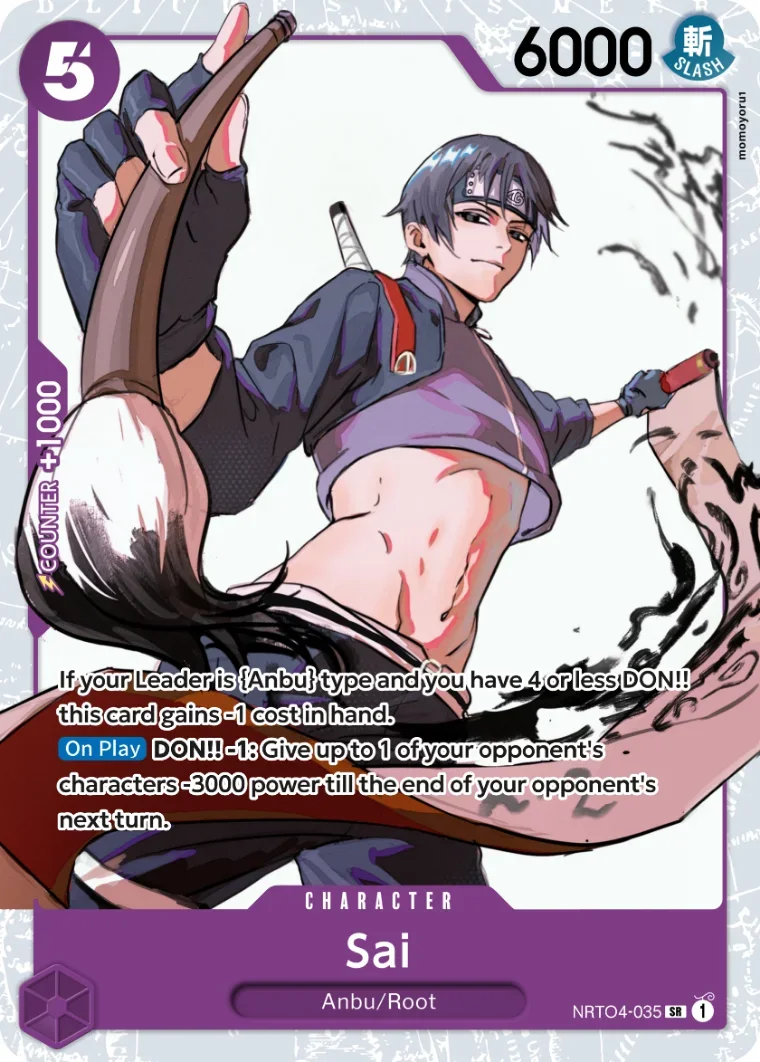 5
6000
斬
SLASH
momoyoru1
COUNTER +1000
If your Leader is {Anbu} type and you have 4 or less DON!!
this card gains -1 cost in hand.
On Play DON!! -1: Give up to 1 of your opponent's
characters -3000 power till the end of your opponent's
next turn.
CHARACTER
Sai
Anbu/Root
NRTO4-035 SR 1